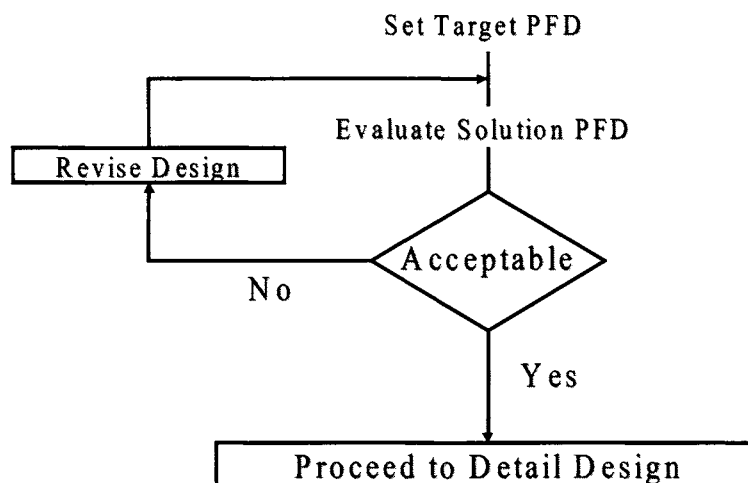 Set Target PFD
Evaluate Solution PFD
Revise Design
Acceptable
No
Yes
Proceed to Detail Design